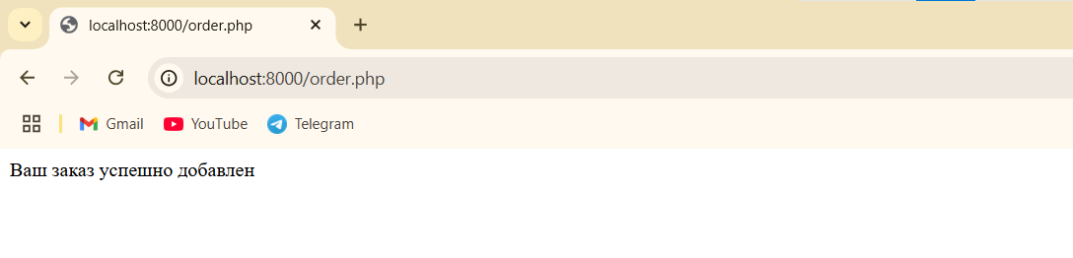 localhost:8000/order.php
localhost:8000/order.php
Gmail YouTube Telegram
Ваш заказ успешно добавлен